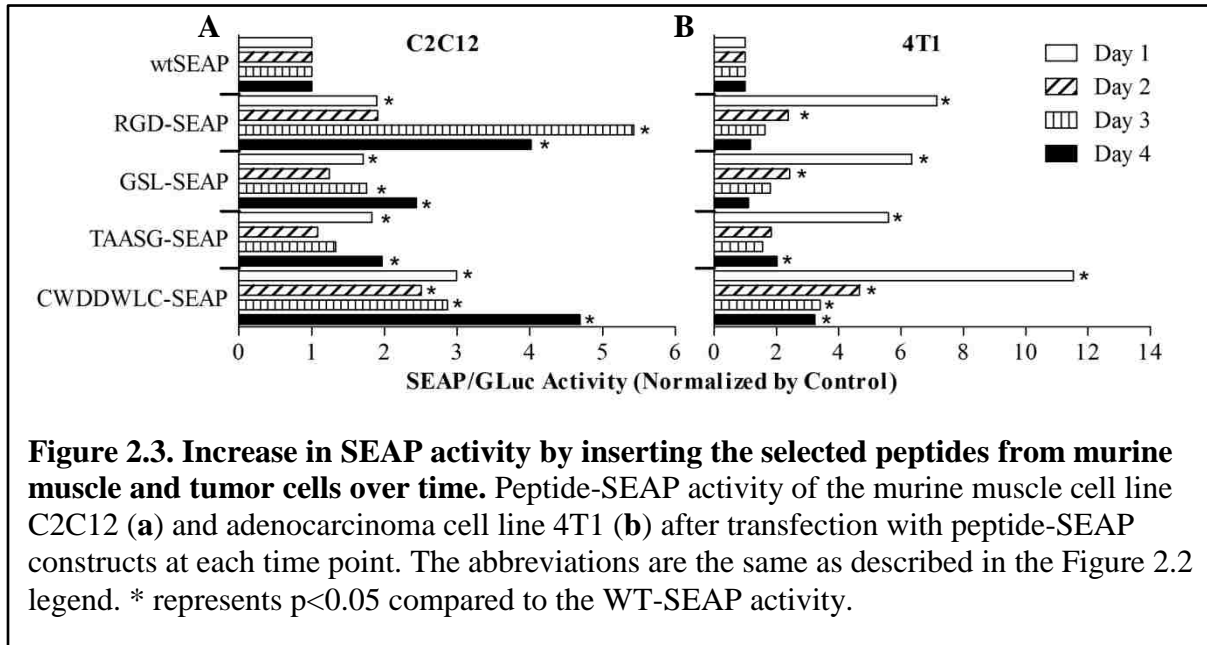 A
C2C12
B
4T1
Day 1
Day 2
Day 3
Day 4
wtSEAP
RGD-SEAP
*
*
*
*
*
GSL-SEAP
*
*
*
*
*
TAASG-SEAP
*
*
*
*
CWDDWLC-SEAP
*
*
*
*
*
*
*
*
0 1 2 3 4 5 6
0 2 4 6 8 10 12 14
SEAP/GLuc Activity (Normalized by Control)
Figure 2.3. Increase in SEAP activity by inserting the selected peptides from murine
muscle and tumor cells over time. Peptide-SEAP activity of the murine muscle cell line
C2C12 (a) and adenocarcinoma cell line 4T1 (b) after transfection with peptide-SEAP
constructs at each time point. The abbreviations are the same as described in the Figure 2.2
legend. * represents p<0.05 compared to the WT-SEAP activity.